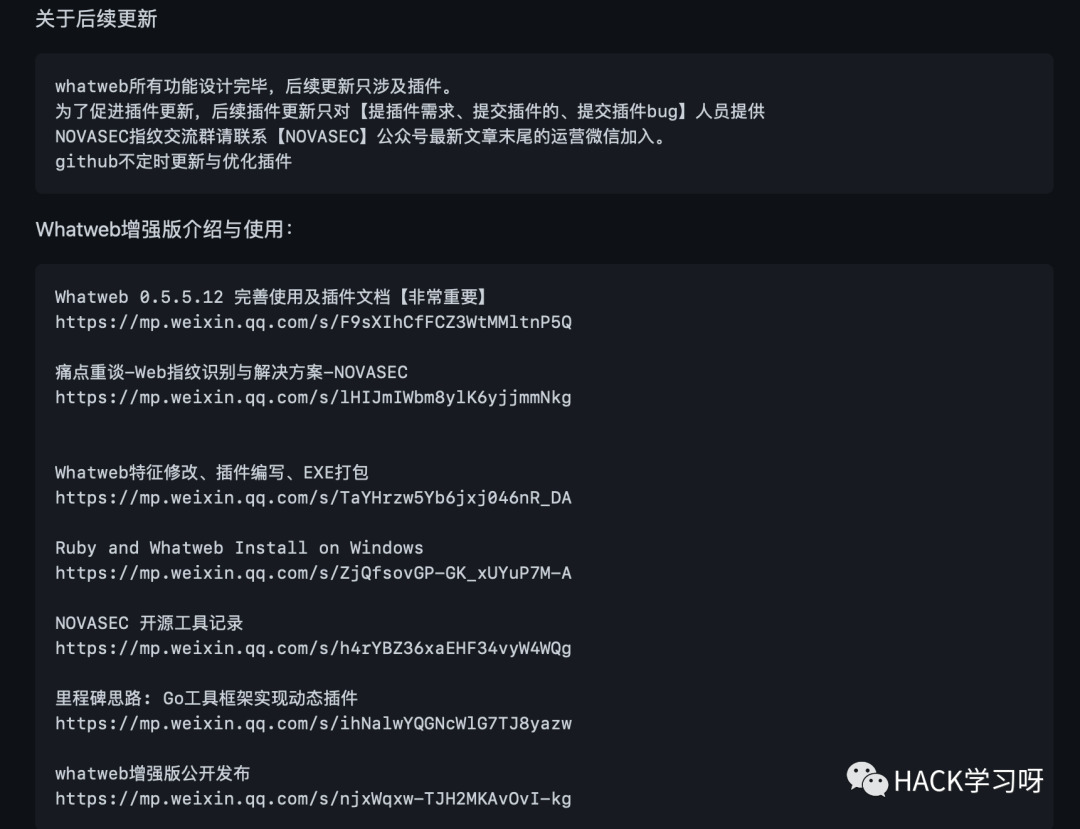 关于后续更新
whatweb所有功能设计完毕，后续更新只涉及插件。
为了促进插件更新，后续插件更新只对【提插件需求、提交插件的、提交插件bug】人员提供
NOVASEC指纹交流群请联系【NOVASEC】公众号最新文章末尾的运营微信加入。
github不定时更新与优化插件
Whatweb增强版介绍与使用：
Whatweb 0.5.5.12 完善使用及插件文档【非常重要】
https://mp.weixin.qq.com/s/F9sXIhCfFCZ3WtMMltnP5Q
痛点重谈-Web指纹识别与解决方案-NOVASEC
https://mp.weixin.qq.com/s/lHIJmIWbm8ylK6yjjmmNkg
Whatweb特征修改、插件编写、EXE打包
https://mp.weixin.qq.com/s/TaYHrzw5Yb6jxj046nR_DA
Ruby and Whatweb Install on Windows
https://mp.weixin.qq.com/s/ZjQfsovGP-GK_xUYuP7M-A
NOVASEC 开源工具记录
https://mp.weixin.qq.com/s/h4rYBZ36xaEHF34vyW4WQg
里程碑思路: Go工具框架实现动态插件
https://mp.weixin.qq.com/s/ihNalwYQGNcWlG7TJ8yazw
whatweb增强版公开发布
https://mp.weixin.qq.com/s/njxWqxw-TJH2MKAvOvI-kg
HACK学习呀